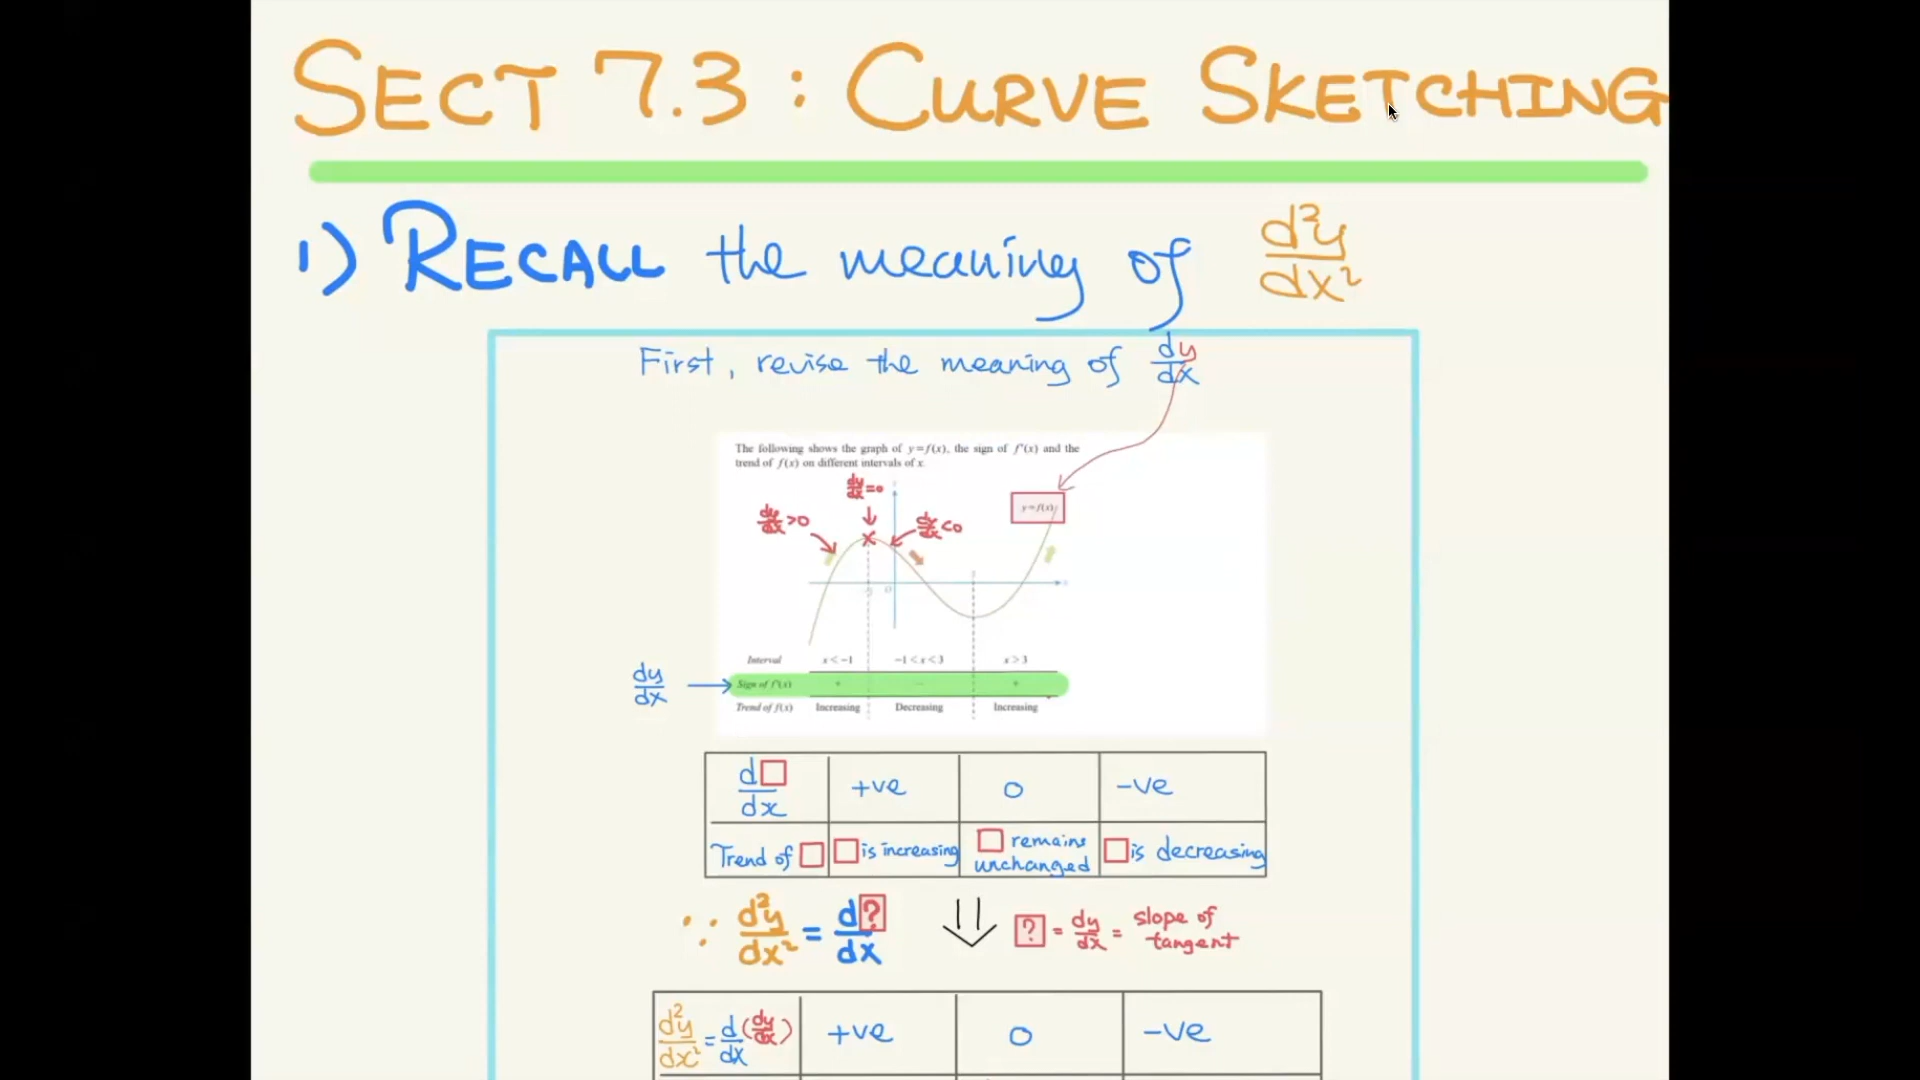 SECT 7.3 : CURVE SKETCHING
1) RECALL the meaning of d²y/dx²
First, revise the meaning of dy/dx
The following shows the graph of y=f(x), the sign of f'(x) and the
trend of f(x) on different intervals of x.
dy/dx=0
dy/dx>0
dy/dx<0
y=f(x)
O
Interval x<-1 -1<x<3 x>3
dy/dx → Sign of f'(x) + − +
Trend of f(x) Increasing Decreasing Increasing
d□/dx +ve 0 -ve
Trend of □ □ is increasing □ remains unchanged □ is decreasing
∵ d²y/dx² = d?/dx ⇓ ? = dy/dx = slope of tangent
d²y/dx² = d/dx(dy/dx) +ve 0 -ve